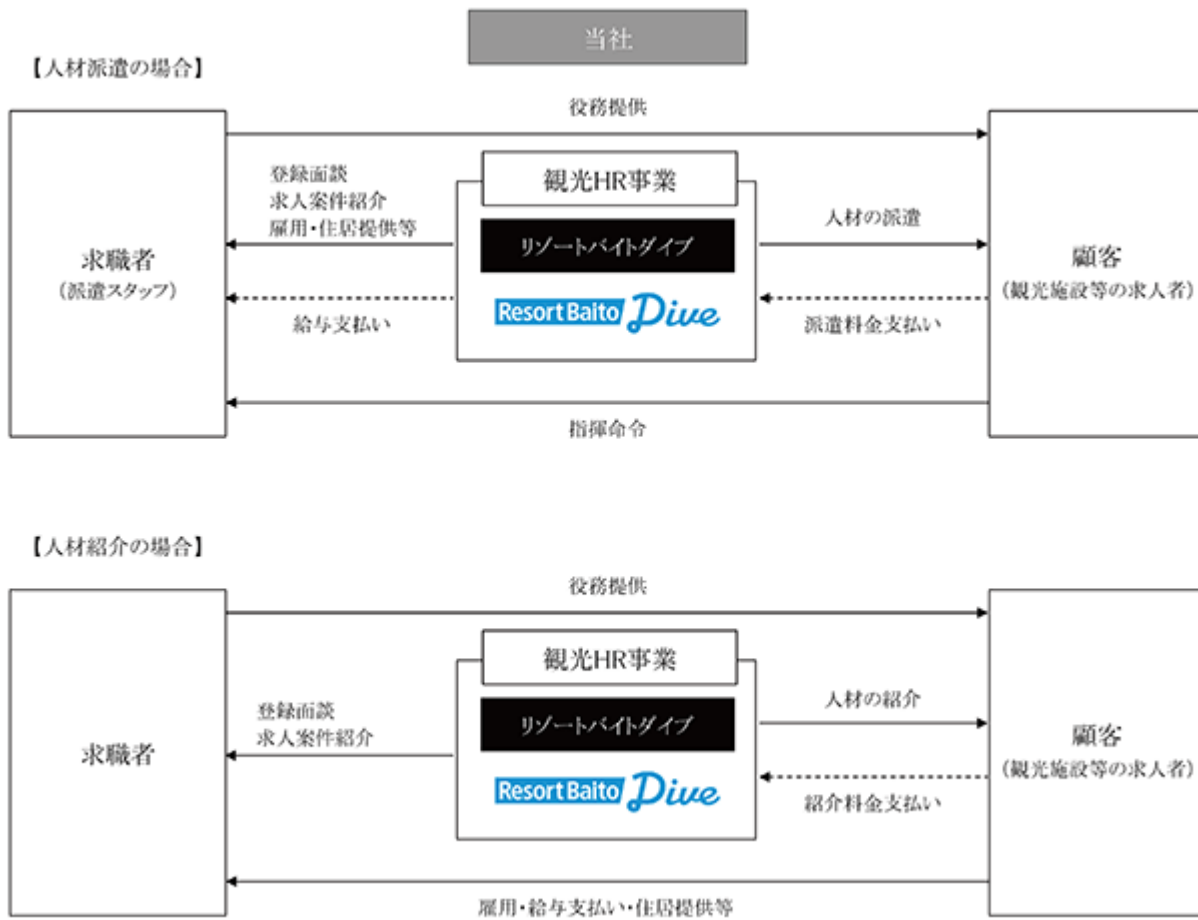 当社
【人材派遣の場合】
役務提供
登録面談
求人案件紹介
雇用・住居提供等
観光HR事業
リゾートバイトダイブ
Resort Baito Dive
人材の派遣
求職者
(派遣スタッフ)
顧客
(観光施設等の求人者)
給与支払い
派遣料金支払い
指揮命令
【人材紹介の場合】
役務提供
観光HR事業
登録面談
求人案件紹介
リゾートバイトダイブ
Resort Baito Dive
人材の紹介
求職者
顧客
(観光施設等の求人者)
紹介料金支払い
雇用・給与支払い・住居提供等